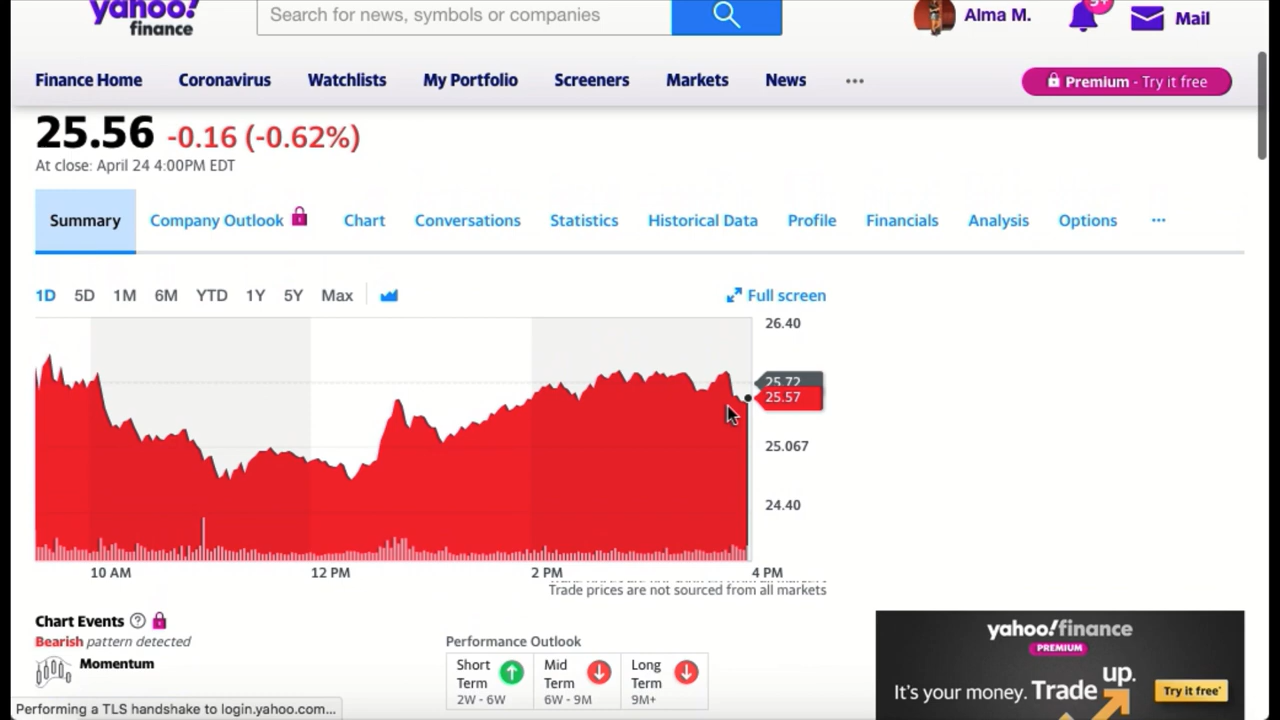 yahoo!
finance
Search for news, symbols or companies
Alma M.
9+
Mail
Finance Home Coronavirus Watchlists My Portfolio Screeners Markets News ...
Premium - Try it free
25.56 -0.16 (-0.62%)
At close: April 24 4:00PM EDT
Summary Company Outlook Chart Conversations Statistics Historical Data Profile Financials Analysis Options ...
1D 5D 1M 6M YTD 1Y 5Y Max
Full screen
26.40
25.72
25.57
25.067
24.40
10 AM 12 PM 2 PM 4 PM
Trade prices are not sourced from all markets
Chart Events ?
Bearish pattern detected
Momentum
Performance Outlook
Short Term 2W - 6W
Mid Term 6W - 9M
Long Term 9M+
yahoo!finance
PREMIUM
It's your money. Trade up.
Try it free*
Performing a TLS handshake to login.yahoo.com...